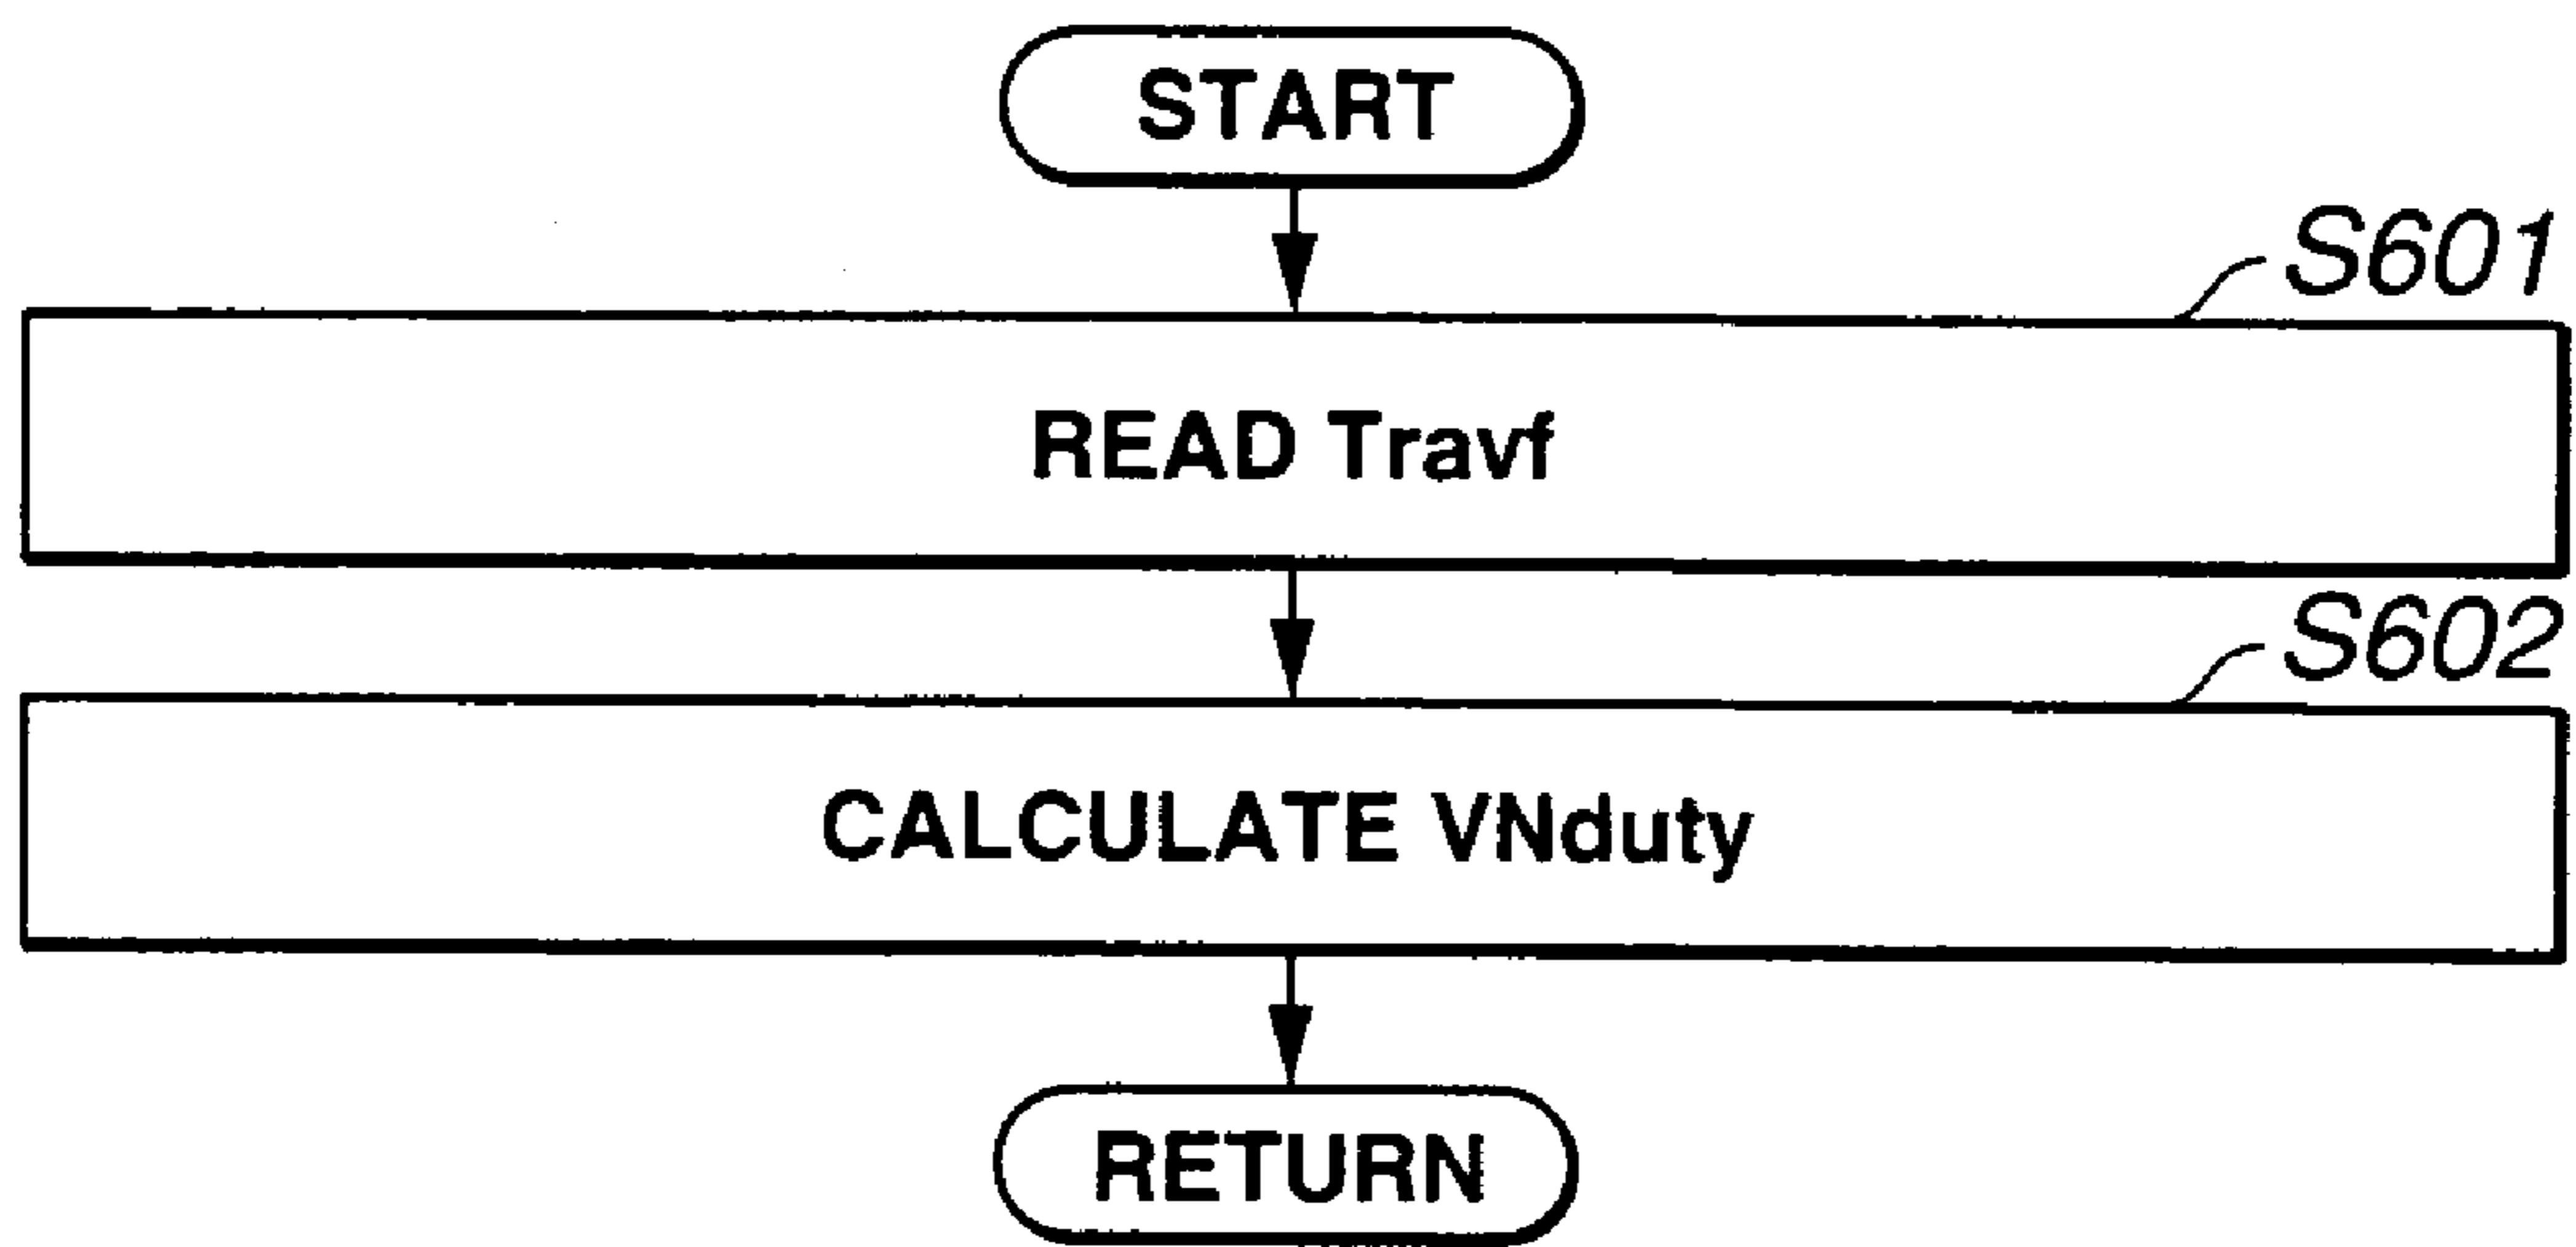 START
S601
READ Travf
S602
CALCULATE VNduty
RETURN